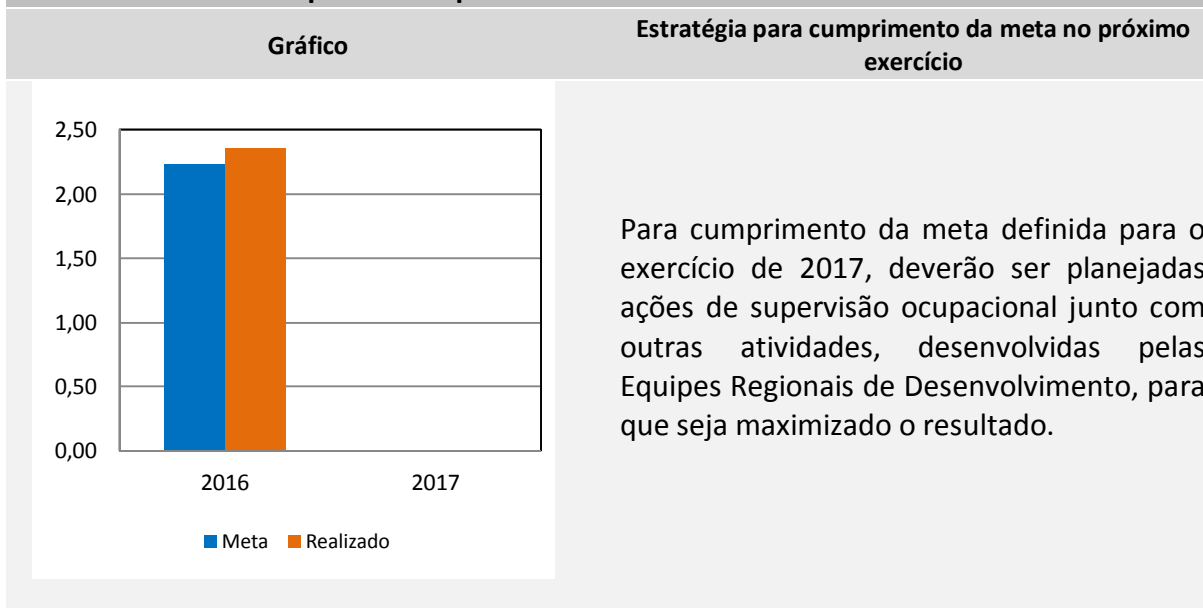 Gráfico
Estratégia para cumprimento da meta no próximo
exercício
2,50
2,00
1,50
1,00
0,50
0,00
2016 2017
Meta Realizado
Para cumprimento da meta definida para o
exercício de 2017, deverão ser planejadas
ações de supervisão ocupacional junto com
outras atividades, desenvolvidas pelas
Equipes Regionais de Desenvolvimento, para
que seja maximizado o resultado.